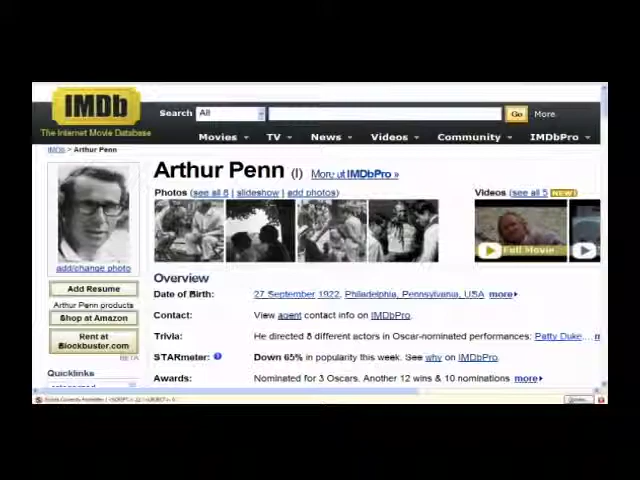 IMDb
The Internet Movie Database
Search All Go More
Movies TV News Videos Community IMDbPro
IMDb > Arthur Penn
Arthur Penn (I) More at IMDbPro »
Photos (see all 8 | slideshow | add photos)
Videos (see all 5 NEW!)
Full Movie
add/change photo
Add Resume
Arthur Penn products
Shop at Amazon
Rent at
Blockbuster.com
BETA
Quicklinks
Overview
Date of Birth: 27 September 1922, Philadelphia, Pennsylvania, USA more
Contact: View agent contact info on IMDbPro.
Trivia: He directed 8 different actors in Oscar-nominated performances: Patty Duke, ...
STARmeter: ? Down 65% in popularity this week. See why on IMDbPro.
Awards: Nominated for 3 Oscars. Another 12 wins & 10 nominations more